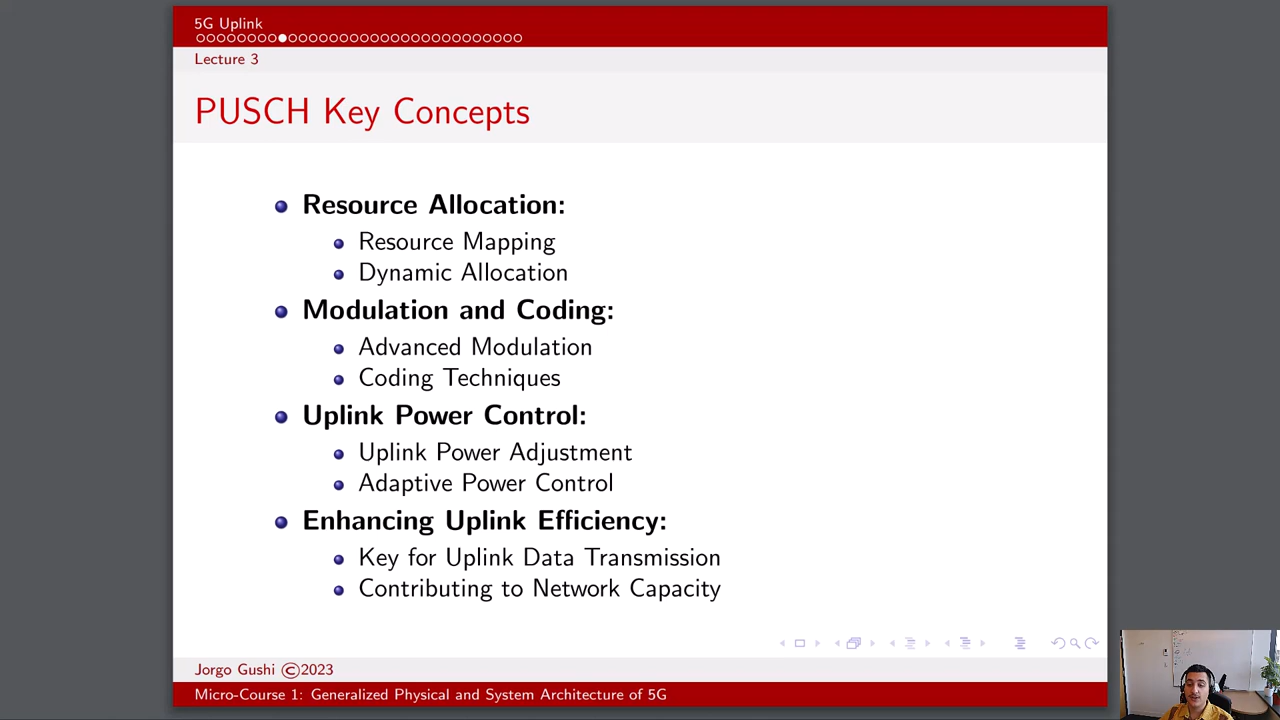 5G Uplink
Lecture 3
PUSCH Key Concepts
Resource Allocation:
Resource Mapping
Dynamic Allocation
Modulation and Coding:
Advanced Modulation
Coding Techniques
Uplink Power Control:
Uplink Power Adjustment
Adaptive Power Control
Enhancing Uplink Efficiency:
Key for Uplink Data Transmission
Contributing to Network Capacity
Jorgo Gushi ©2023
Micro-Course 1: Generalized Physical and System Architecture of 5G